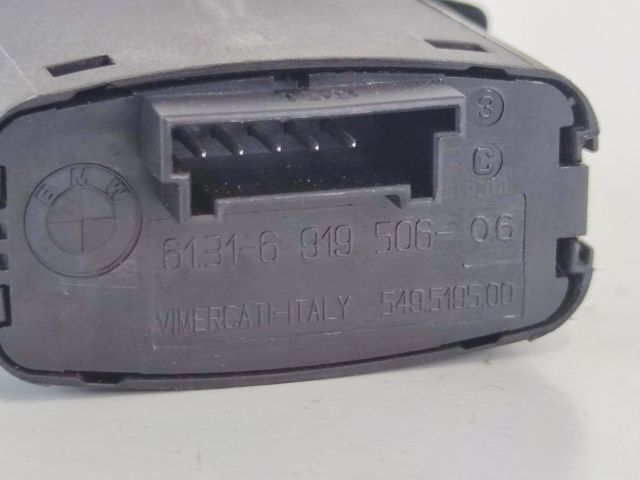 3
C
BMW
61.31-6 919 506-06
VIMERCATI-ITALY 549.5195.00